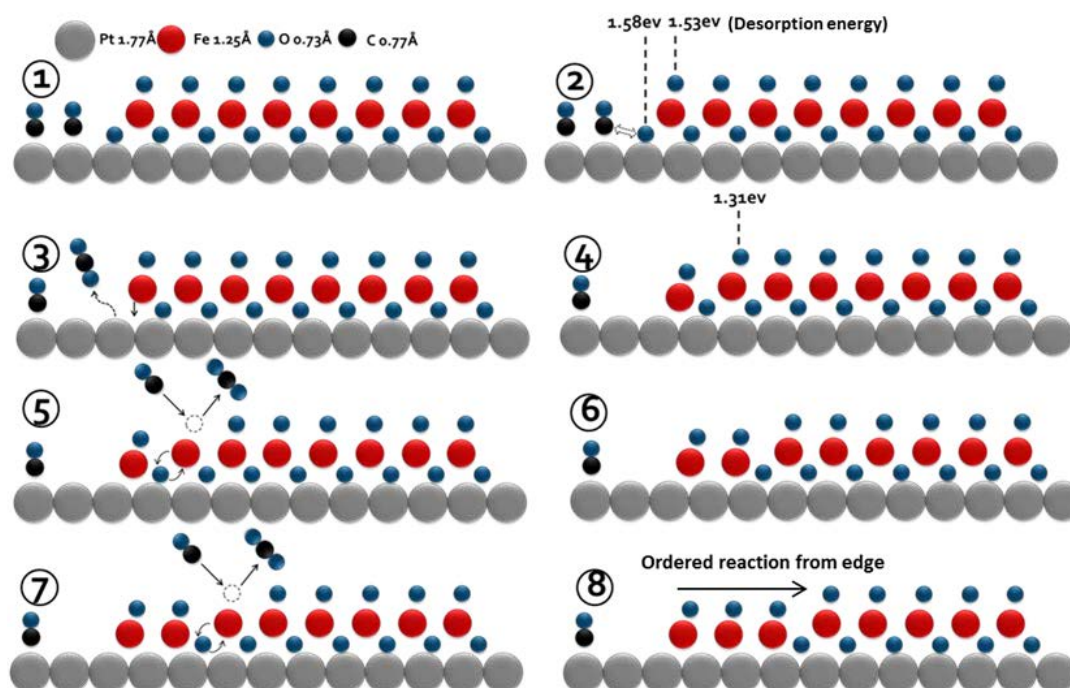 Pt 1.77Å Fe 1.25Å O 0.73Å C 0.77Å
1.58ev 1.53ev (Desorption energy)
1
2
1.31ev
3
4
5
6
7
Ordered reaction from edge
8